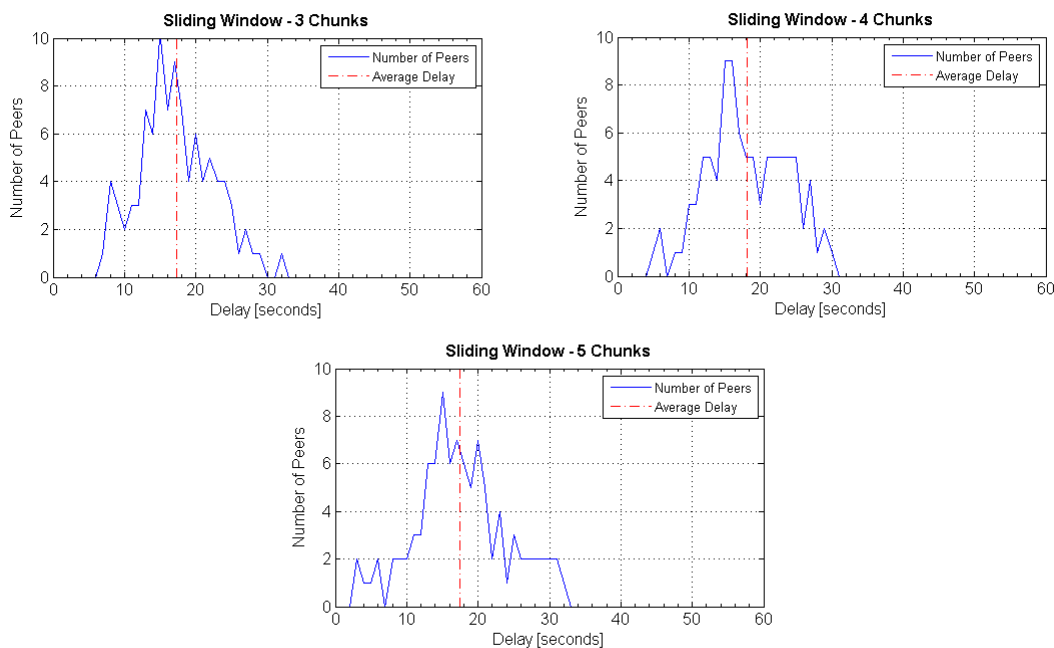 Sliding Window - 3 Chunks
Number of Peers
Average Delay
10
8
6
4
2
0
Number of Peers
0 10 20 30 40 50 60
Delay [seconds]
Sliding Window - 4 Chunks
Number of Peers
Average Delay
10
8
6
4
2
0
Number of Peers
0 10 20 30 40 50 60
Delay [seconds]
Sliding Window - 5 Chunks
Number of Peers
Average Delay
10
8
6
4
2
0
Number of Peers
0 10 20 30 40 50 60
Delay [seconds]